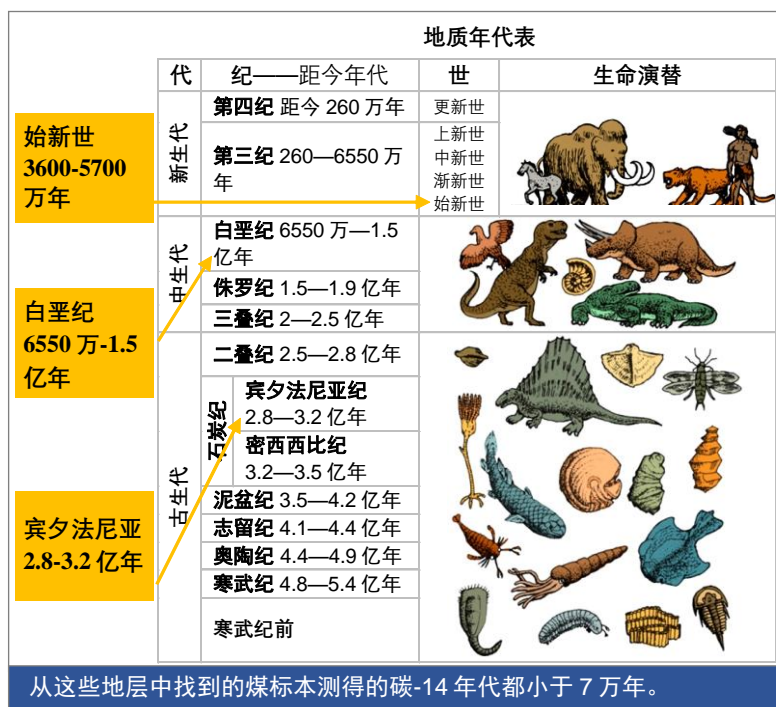 地质年代表
代 纪——距今年代 世 生命演替
新生代
第四纪 距今 260 万年
更新世
第三纪 260—6550 万
年
上新世
中新世
渐新世
始新世
始新世
3600-5700
万年
中生代
白垩纪 6550 万—1.5
亿年
侏罗纪 1.5—1.9 亿年
三叠纪 2—2.5 亿年
白垩纪
6550 万-1.5
亿年
古生代
二叠纪 2.5—2.8 亿年
石炭纪
宾夕法尼亚纪
2.8—3.2 亿年
密西西比纪
3.2—3.5 亿年
泥盆纪 3.5—4.2 亿年
志留纪 4.1—4.4 亿年
奥陶纪 4.4—4.9 亿年
寒武纪 4.8—5.4 亿年
寒武纪前
宾夕法尼亚
2.8-3.2 亿年
从这些地层中找到的煤标本测得的碳-14 年代都小于 7 万年。